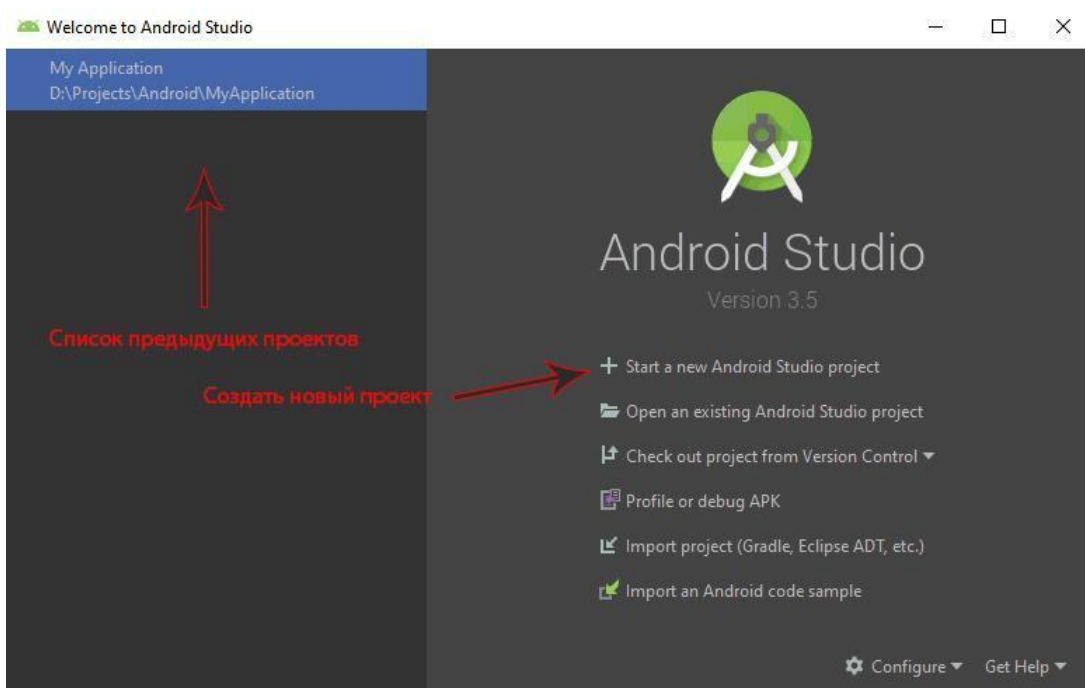 Welcome to Android Studio
My Application
D:\Projects\Android\MyApplication
Список предыдущих проектов
Android Studio
Version 3.5
Создать новый проект
Start a new Android Studio project
Open an existing Android Studio project
Check out project from Version Control
Profile or debug APK
Import project (Gradle, Eclipse ADT, etc.)
Import an Android code sample
Configure
Get Help